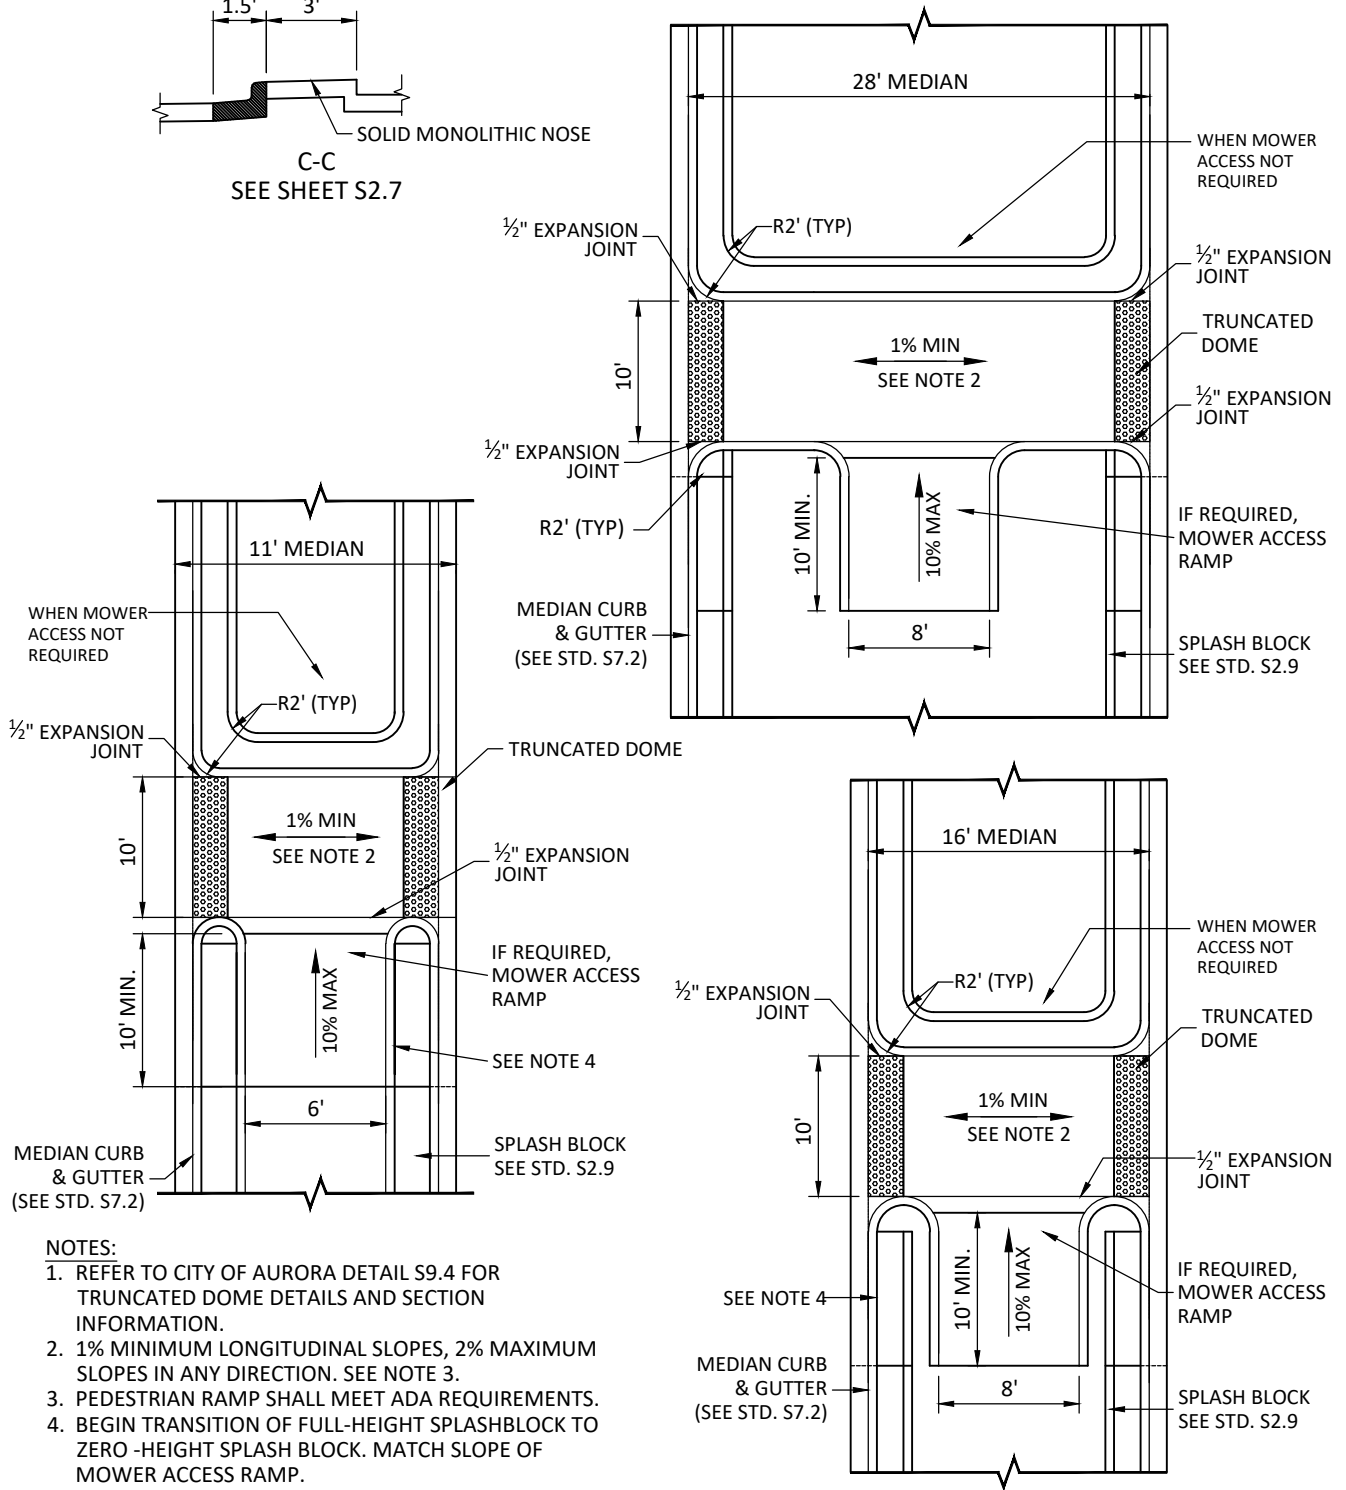 1.5'
3'
SOLID MONOLITHIC NOSE
C-C
SEE SHEET S2.7
28' MEDIAN
WHEN MOWER
ACCESS NOT
REQUIRED
½" EXPANSION
JOINT
R2' (TYP)
½" EXPANSION
JOINT
TRUNCATED
DOME
10'
1% MIN
SEE NOTE 2
½" EXPANSION
JOINT
½" EXPANSION
JOINT
R2' (TYP)
10' MIN.
10% MAX
IF REQUIRED,
MOWER ACCESS
RAMP
MEDIAN CURB
& GUTTER
(SEE STD. S7.2)
8'
SPLASH BLOCK
SEE STD. S2.9
11' MEDIAN
WHEN MOWER
ACCESS NOT
REQUIRED
R2' (TYP)
½" EXPANSION
JOINT
TRUNCATED DOME
10'
1% MIN
SEE NOTE 2
½" EXPANSION
JOINT
10' MIN.
10% MAX
IF REQUIRED,
MOWER ACCESS
RAMP
SEE NOTE 4
6'
MEDIAN CURB
& GUTTER
(SEE STD. S7.2)
SPLASH BLOCK
SEE STD. S2.9
16' MEDIAN
WHEN MOWER
ACCESS NOT
REQUIRED
½" EXPANSION
JOINT
R2' (TYP)
TRUNCATED
DOME
10'
1% MIN
SEE NOTE 2
½" EXPANSION
JOINT
10' MIN.
10% MAX
IF REQUIRED,
MOWER ACCESS
RAMP
SEE NOTE 4
MEDIAN CURB
& GUTTER
(SEE STD. S7.2)
8'
SPLASH BLOCK
SEE STD. S2.9
NOTES:
1. REFER TO CITY OF AURORA DETAIL S9.4 FOR
TRUNCATED DOME DETAILS AND SECTION
INFORMATION.
2. 1% MINIMUM LONGITUDINAL SLOPES, 2% MAXIMUM
SLOPES IN ANY DIRECTION. SEE NOTE 3.
3. PEDESTRIAN RAMP SHALL MEET ADA REQUIREMENTS.
4. BEGIN TRANSITION OF FULL-HEIGHT SPLASHBLOCK TO
ZERO -HEIGHT SPLASH BLOCK. MATCH SLOPE OF
MOWER ACCESS RAMP.